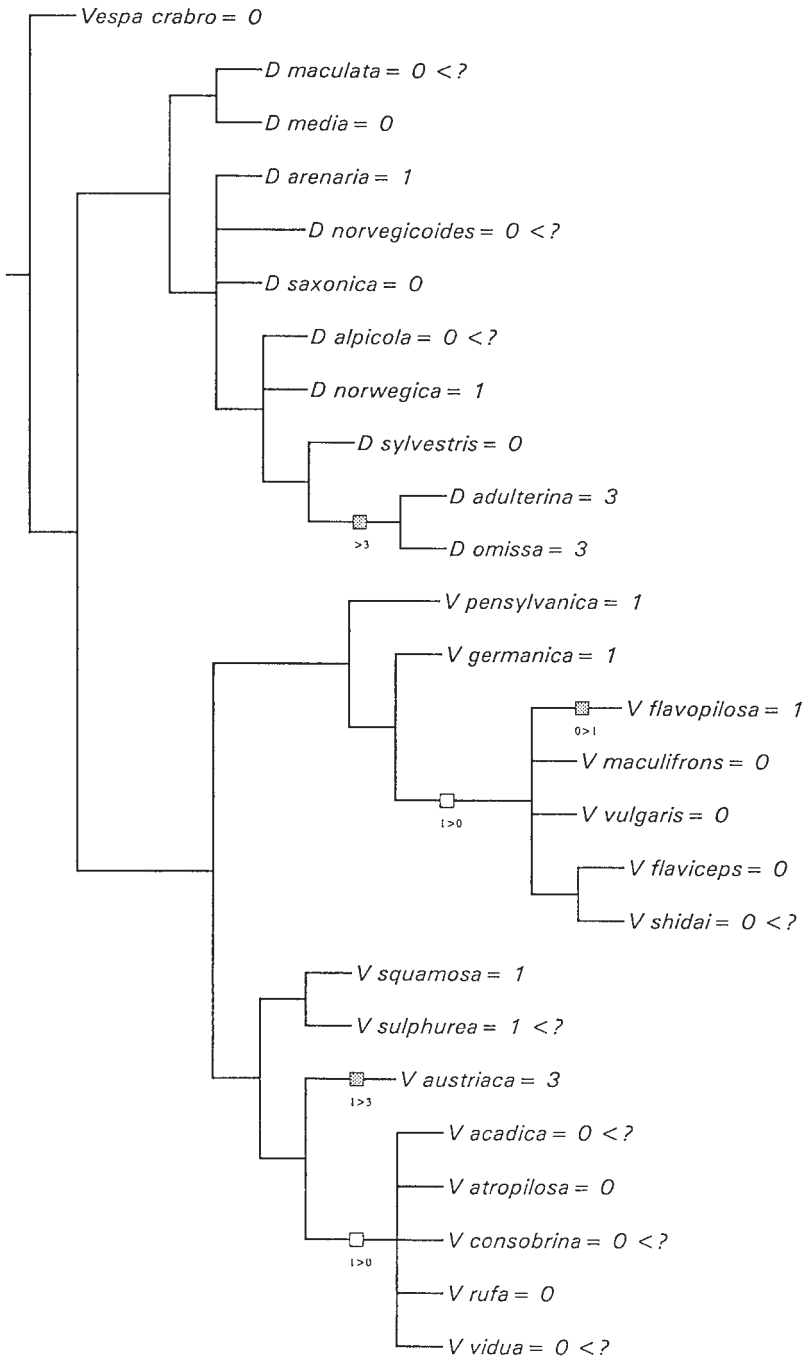 Vespa crabro = 0
D maculata = 0 <?
D media = 0
D arenaria = 1
D norvegicoides = 0 <?
D saxonica = 0
D alpicola = 0 <?
D norwegica = 1
D sylvestris = 0
D adulterina = 3
>3
D omissa = 3
V pensylvanica = 1
V germanica = 1
V flavopilosa = 1
0>1
V maculifrons = 0
1>0
V vulgaris = 0
V flaviceps = 0
V shidai = 0 <?
V squamosa = 1
V sulphurea = 1 <?
V austriaca = 3
1>3
V acadica = 0 <?
V atropilosa = 0
V consobrina = 0 <?
1>0
V rufa = 0
V vidua = 0 <?